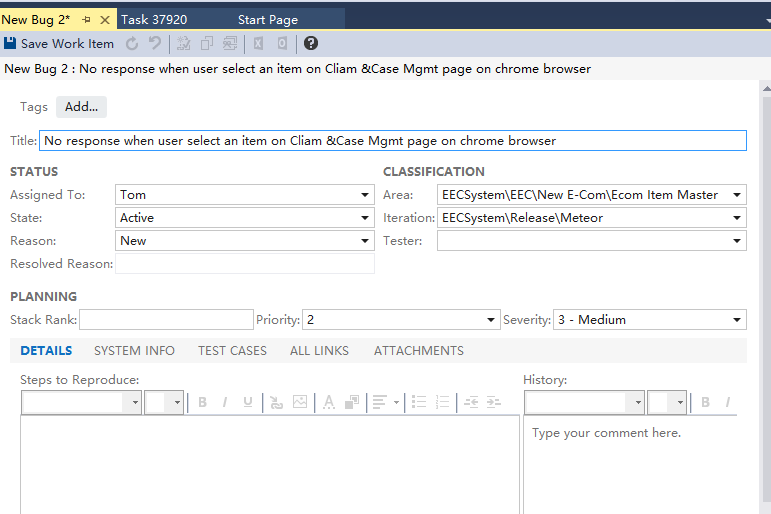 New Bug 2* Task 37920 Start Page
Save Work Item
New Bug 2 : No response when user select an item on Cliam &Case Mgmt page on chrome browser
Tags Add...
Title: No response when user select an item on Cliam &Case Mgmt page on chrome browser
STATUS CLASSIFICATION
Assigned To: Tom Area: EECSystem\EEC\New E-Com\Ecom Item Master
State: Active Iteration: EECSystem\Release\Meteor
Reason: New Tester:
Resolved Reason:
PLANNING
Stack Rank: Priority: 2 Severity: 3 - Medium
DETAILS SYSTEM INFO TEST CASES ALL LINKS ATTACHMENTS
Steps to Reproduce: History:
B I U A B I
Type your comment here.